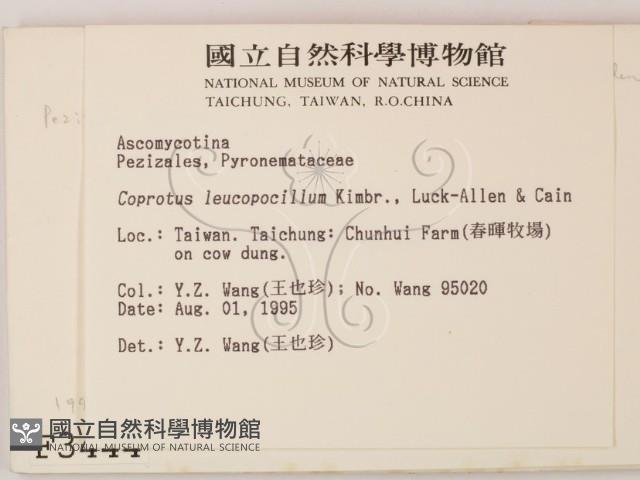 國立自然科學博物館
NATIONAL MUSEUM OF NATURAL SCIENCE
TAICHUNG, TAIWAN, R.O.CHINA
Ascomycotina
Pezizales, Pyronemataceae
Coprotus leucopocillum Kimbr., Luck-Allen & Cain
Loc.: Taiwan. Taichung: Chunhui Farm(春暉牧場)
on cow dung.
Col.: Y.Z. Wang(王也珍); No. Wang 95020
Date: Aug. 01, 1995
Det.: Y.Z. Wang(王也珍)
國立自然科學博物館
NATIONAL MUSEUM OF NATURAL SCIENCE